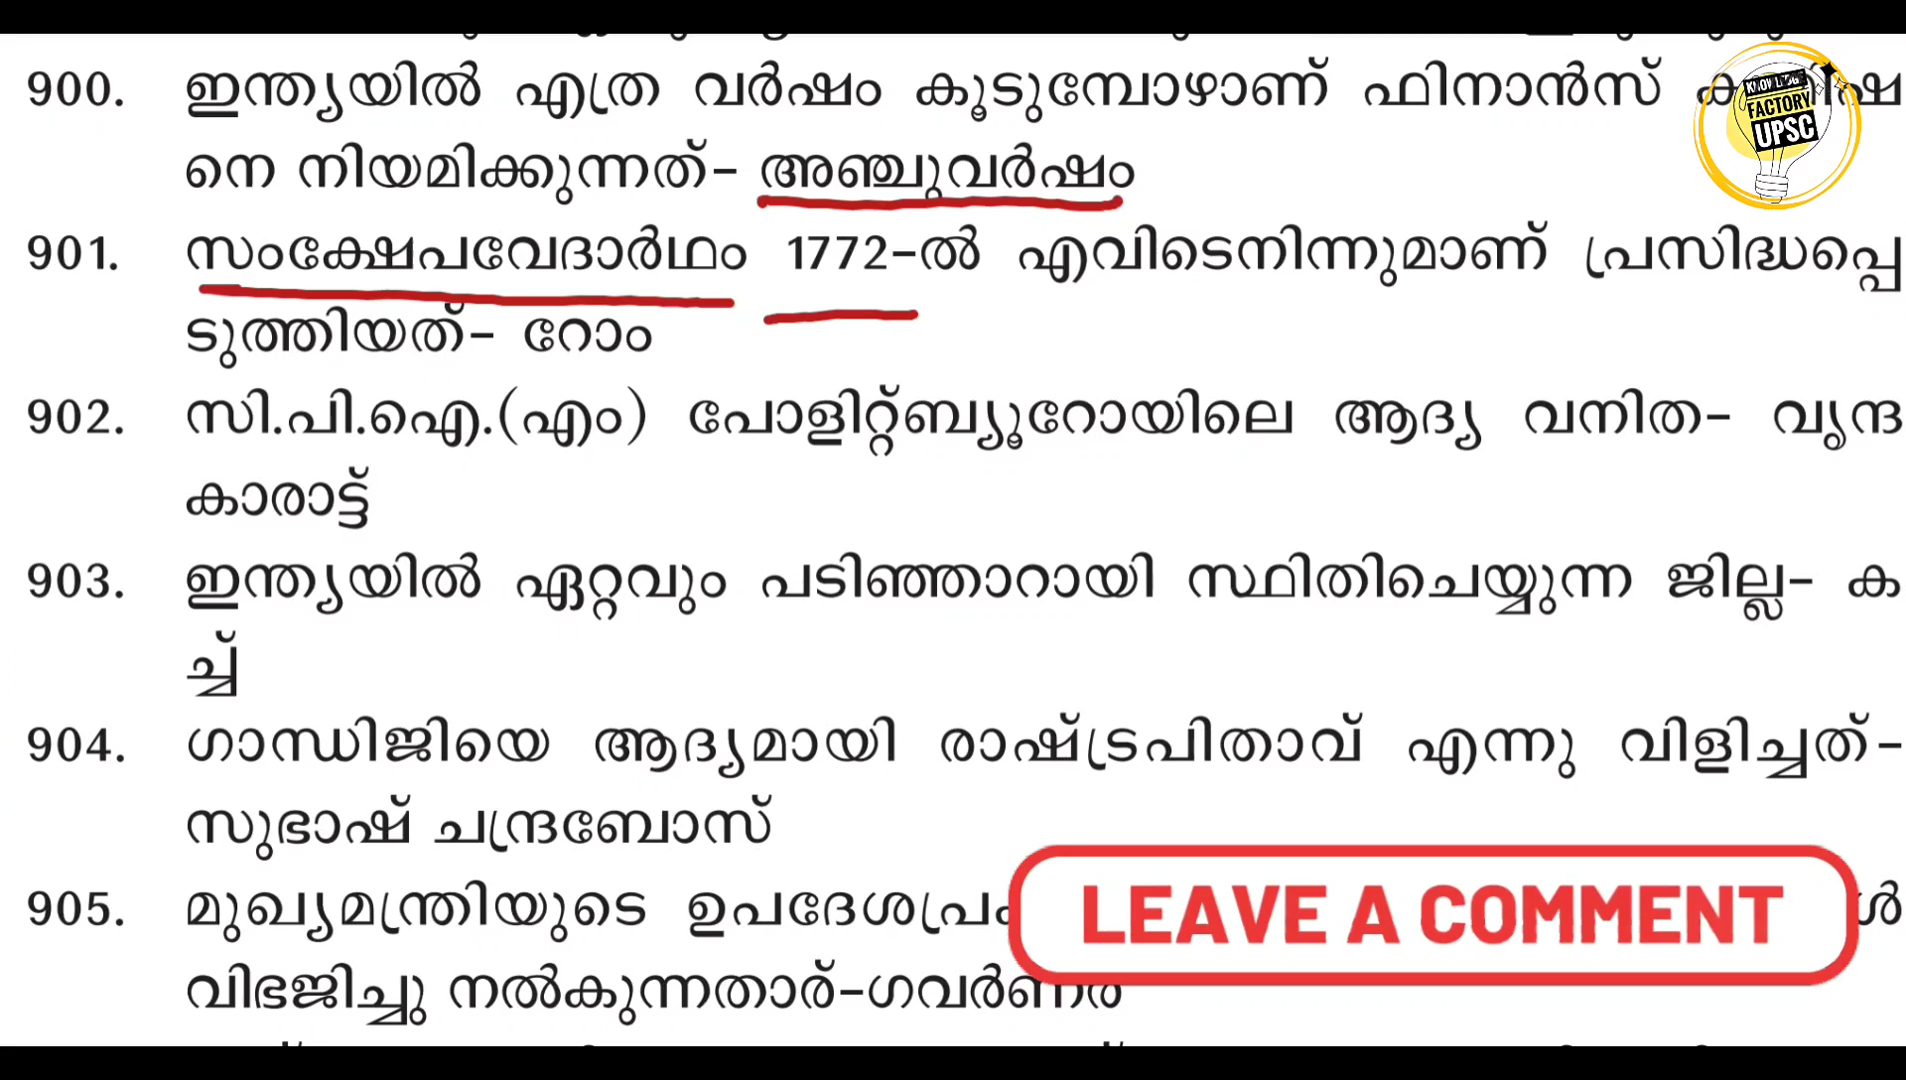 900. ഇന്ത്യയിൽ എത്ര വർഷം കൂടുമ്പോഴാണ് ഫിനാൻസ്
നെ നിയമിക്കുന്നത്- അഞ്ചുവർഷം
901. സംക്ഷേപവേദാർഥം 1772-ൽ എവിടെനിന്നുമാണ് പ്രസിദ്ധപ്പെ
ടുത്തിയത്- റോം
902. സി.പി.ഐ.(എം) പോളിറ്റ്ബ്യൂറോയിലെ ആദ്യ വനിത- വൃന്ദ
കാരാട്ട്
903. ഇന്ത്യയിൽ ഏറ്റവും പടിഞ്ഞാറായി സ്ഥിതിചെയ്യുന്ന ജില്ല- ക
ച്ച്
904. ഗാന്ധിജിയെ ആദ്യമായി രാഷ്ട്രപിതാവ് എന്നു വിളിച്ചത്-
സുഭാഷ് ചന്ദ്രബോസ്
905. മുഖ്യമന്ത്രിയുടെ
വിഭജിച്ചു നൽകുന്നതാര്-ഗവർണർ
KNOWLEDGE
FACTORY
UPSC
LEAVE A COMMENT